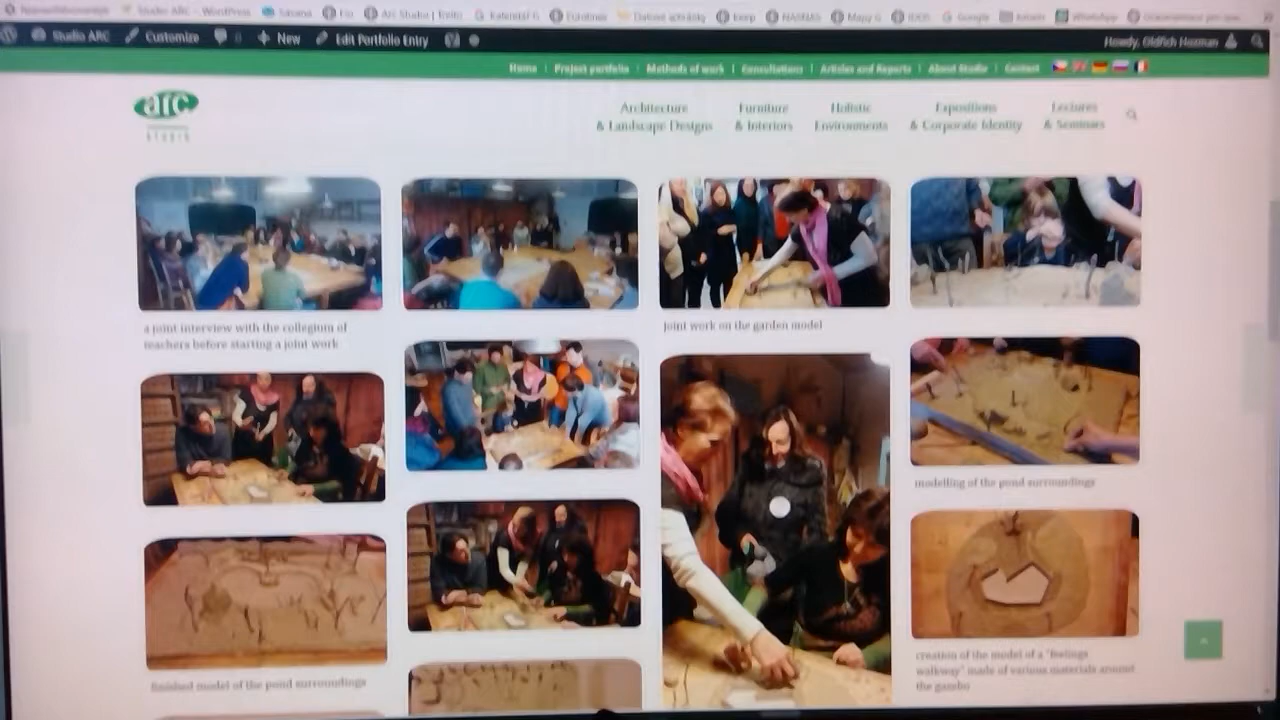 Studio ARC Customize New Edit Portfolio Entry Howdy, Oldřich Hozman
Home | Project portfolio | Methods of work | Consultations | Articles and Reports | About Studio | Contact
arc
studio
Architecture
& Landscape Designs
Furniture
& Interiors
Holistic
Environments
Expositions
& Corporate Identity
Lectures
& Seminars
a joint interview with the collegium of
teachers before starting a joint work
joint work on the garden model
modelling of the pond surroundings
finished model of the pond surroundings
creation of the model of a "feelings
walkway" made of various materials around
the gazebo